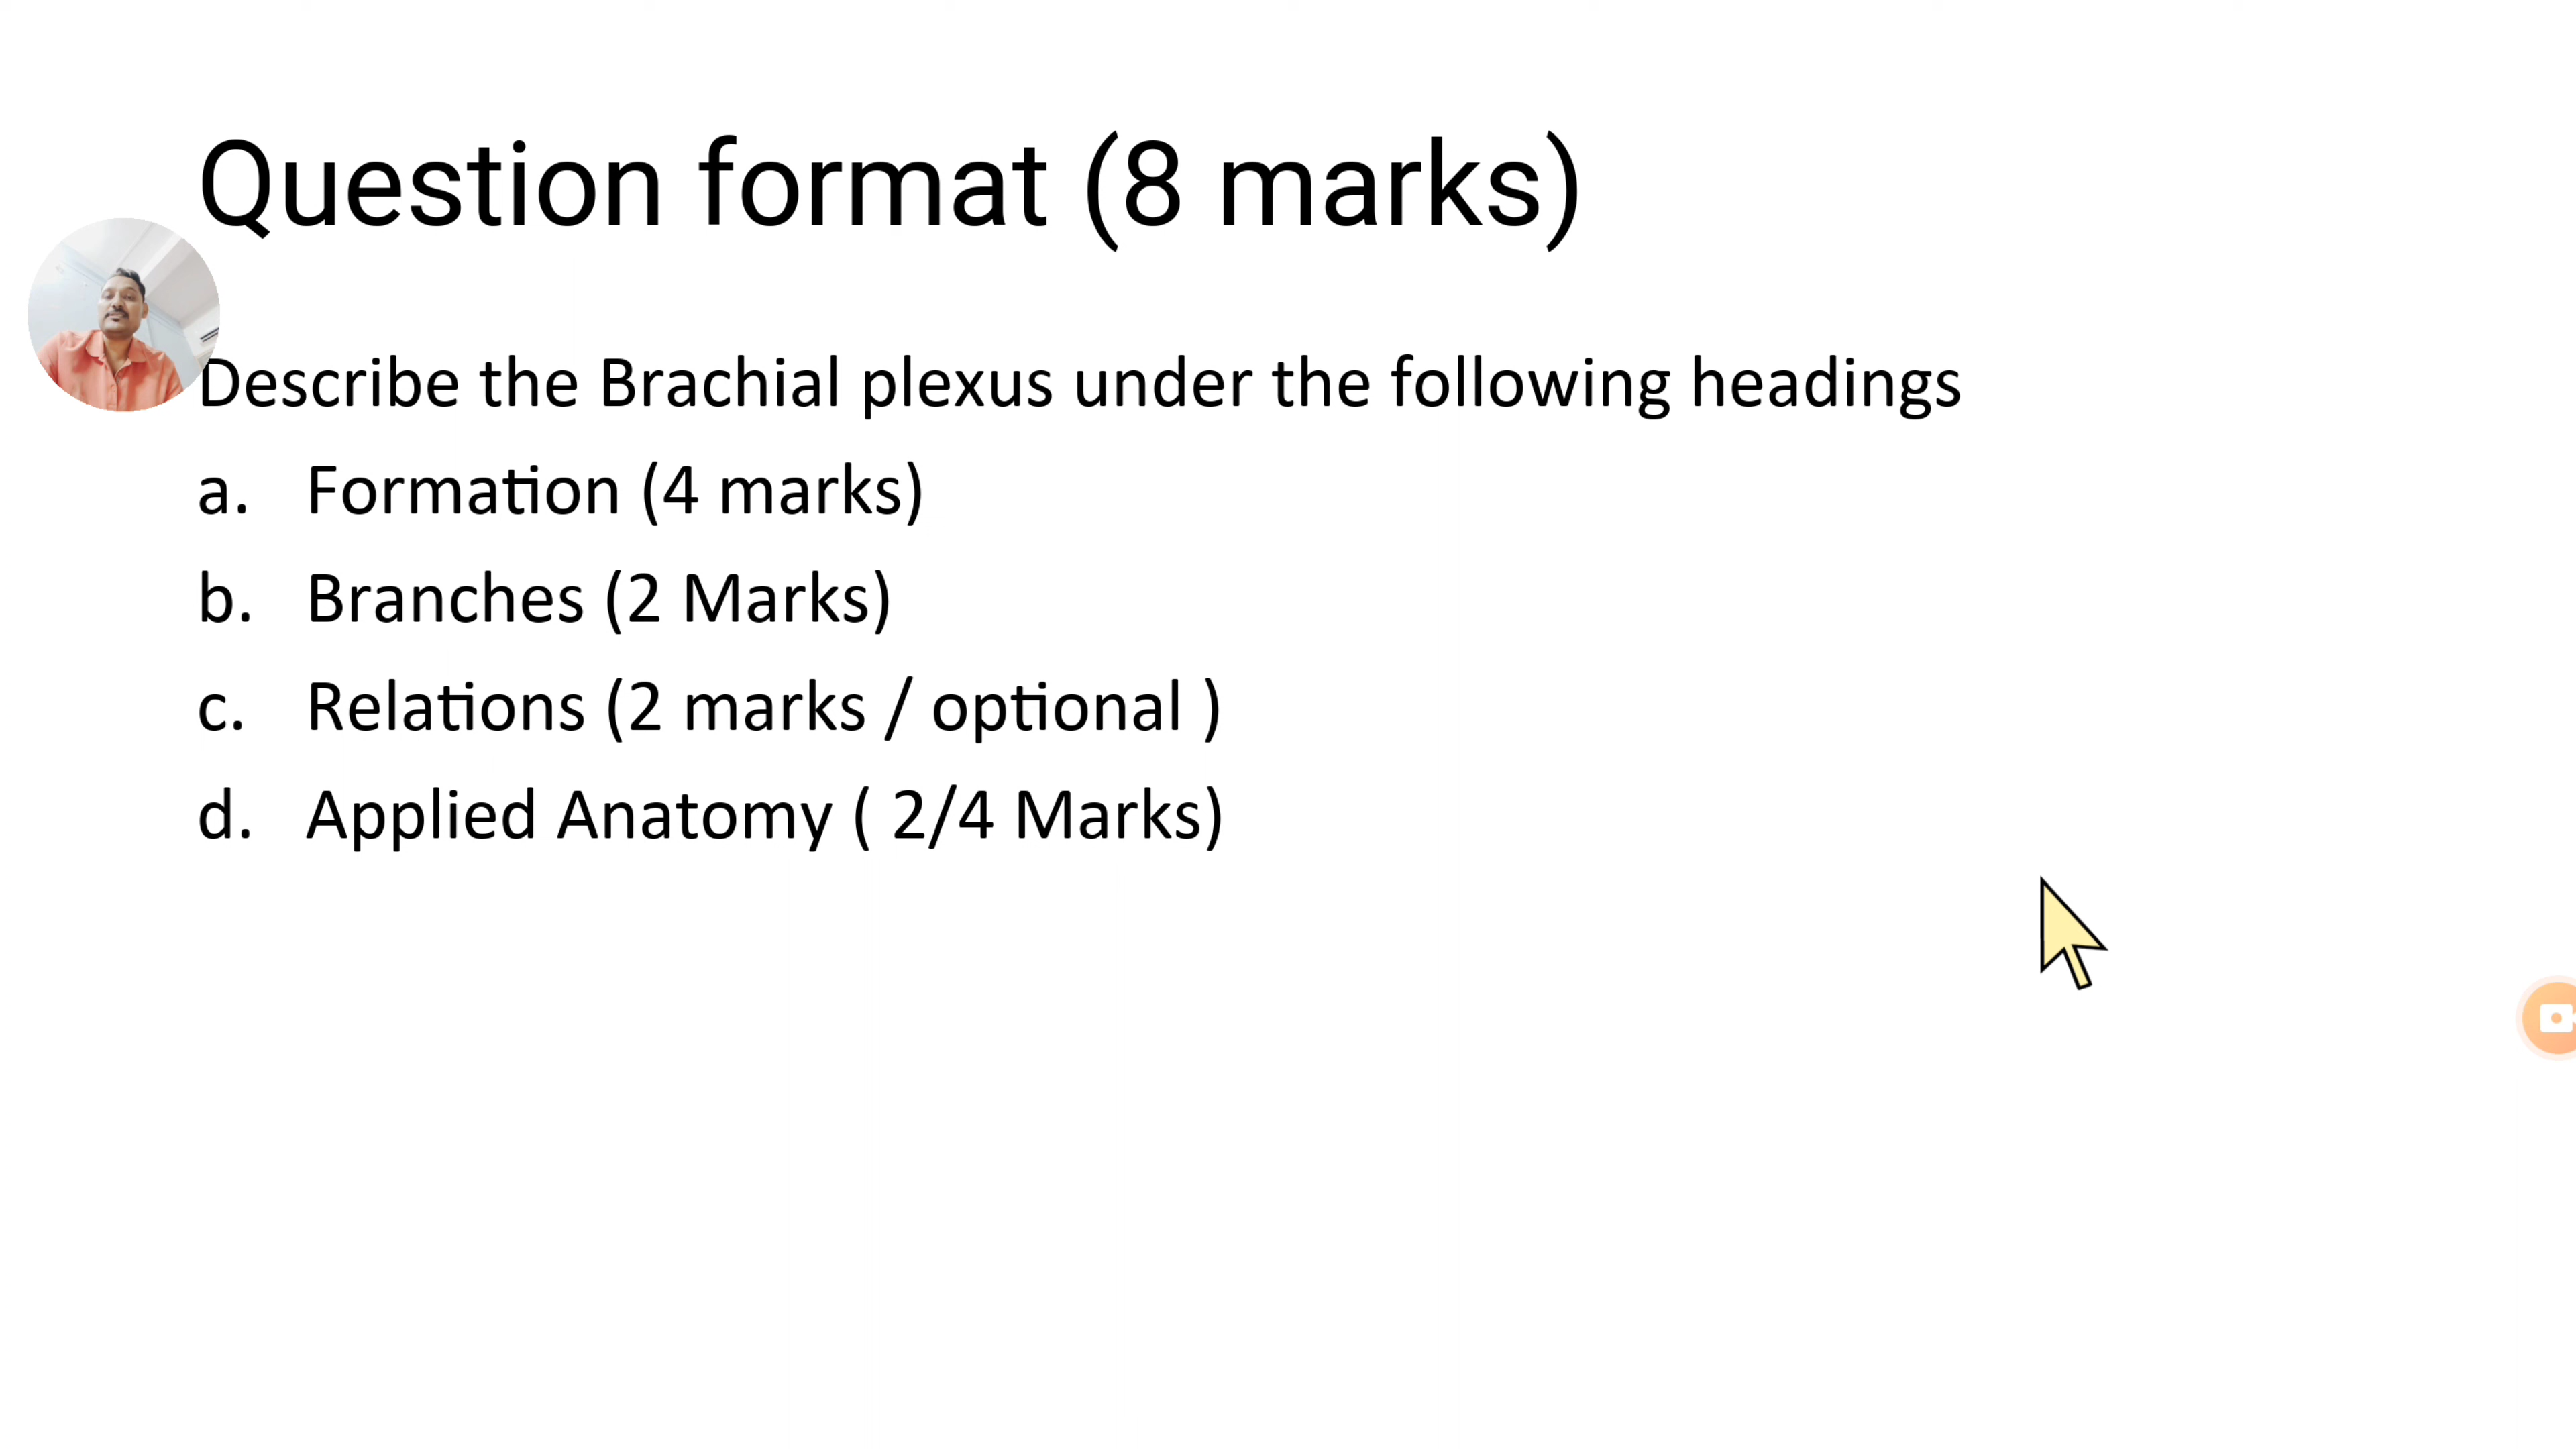 Question format (8 marks)
Describe the Brachial plexus under the following headings
a. Formation (4 marks)
b. Branches (2 Marks)
c. Relations (2 marks / optional )
d. Applied Anatomy ( 2/4 Marks)